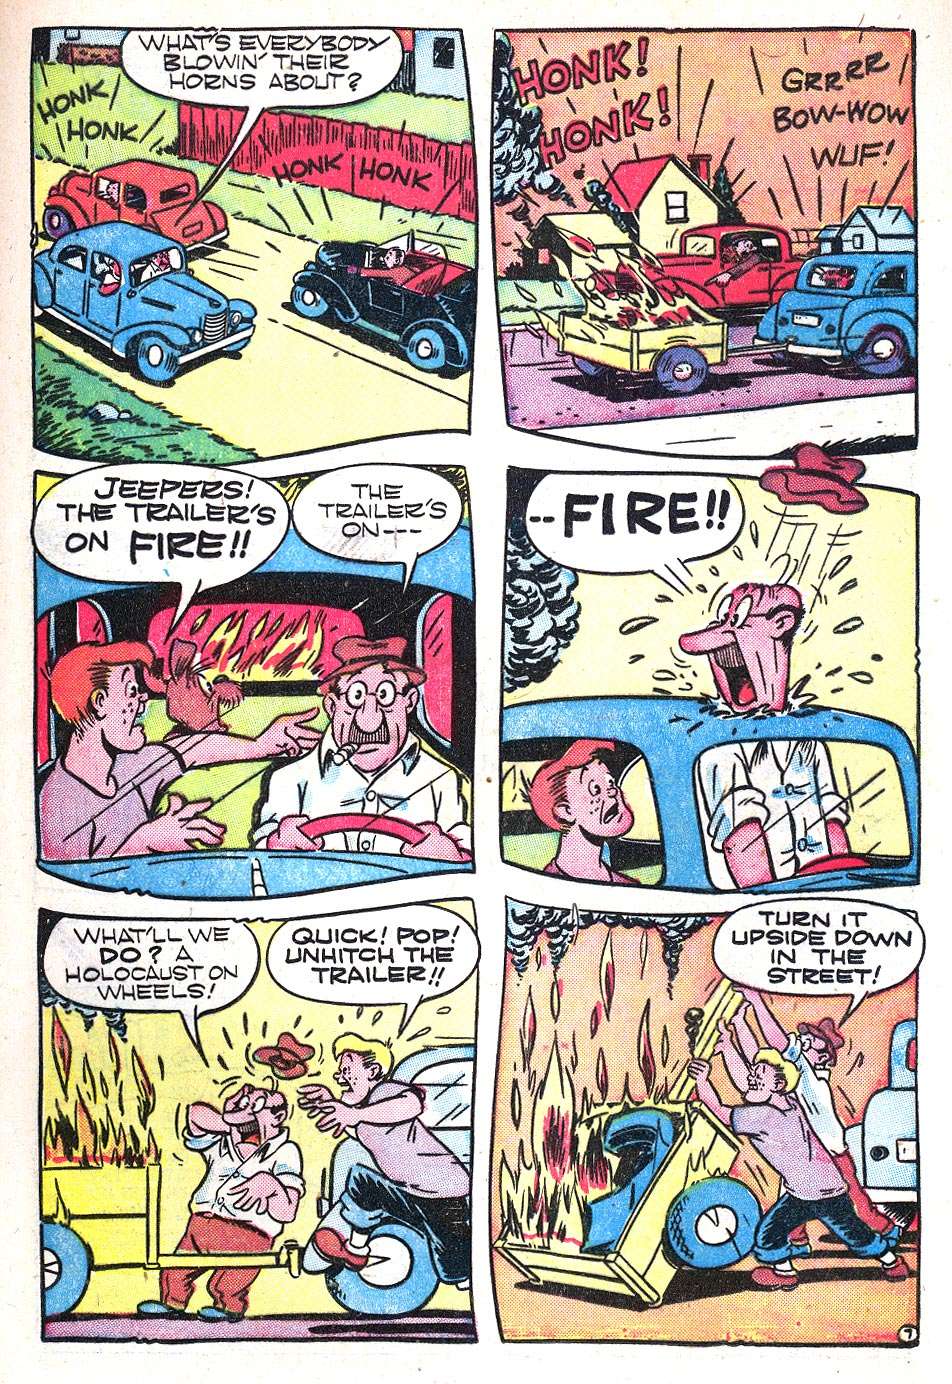 WHAT'S EVERYBODY
BLOWIN' THEIR
HORNS ABOUT?
HONK
HONK
HONK
HONK
HONK!
HONK!
GRRRR
BOW-WOW
WUF!
JEEPERS!
THE TRAILER'S
ON FIRE!!
THE
TRAILER'S
ON---
--FIRE!!
WHAT'LL WE
DO? A
HOLOCAUST ON
WHEELS!
QUICK! POP!
UNHITCH THE
TRAILER!!
TURN IT
UPSIDE DOWN
IN THE
STREET!
7